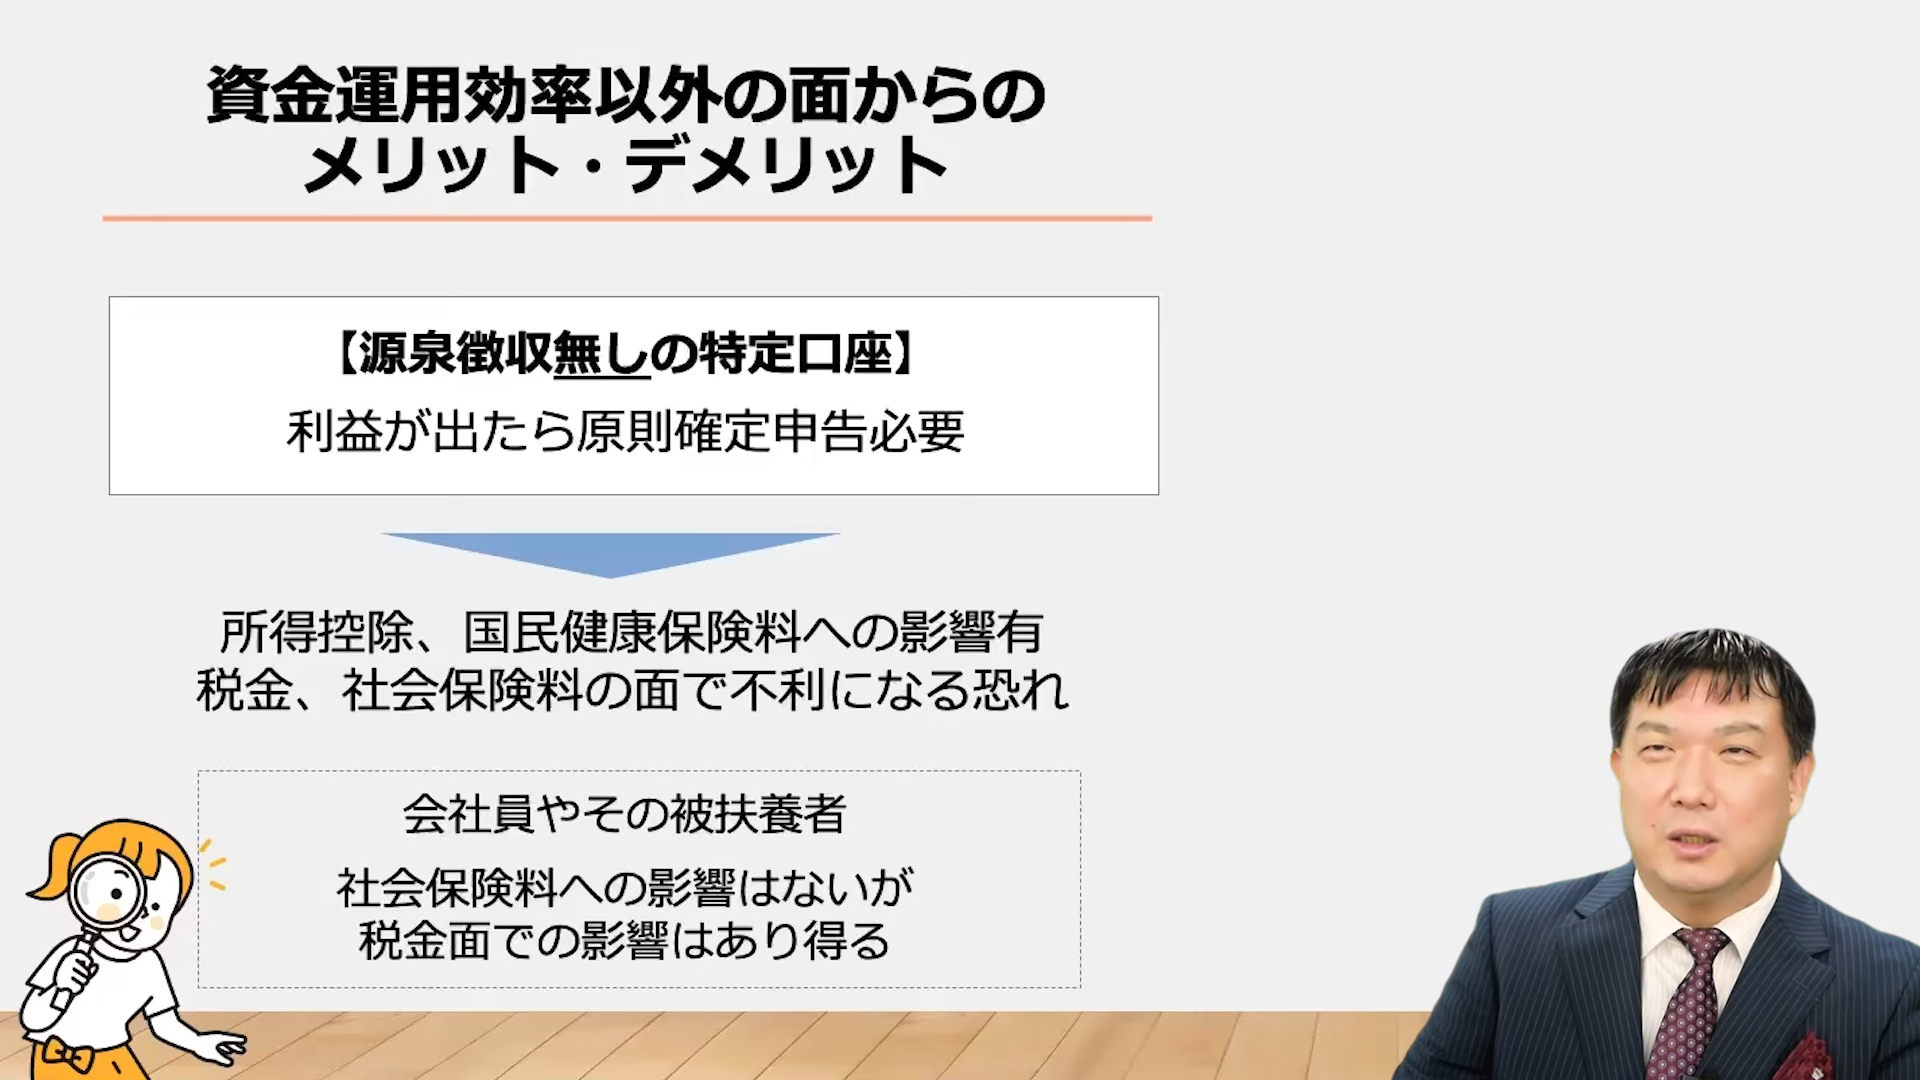 資金運用効率以外の面からの
メリット・デメリット
【源泉徴収無しの特定口座】
利益が出たら原則確定申告必要
所得控除、国民健康保険料への影響有
税金、社会保険料の面で不利になる恐れ
会社員やその被扶養者
社会保険料への影響はないが
税金面での影響はあり得る